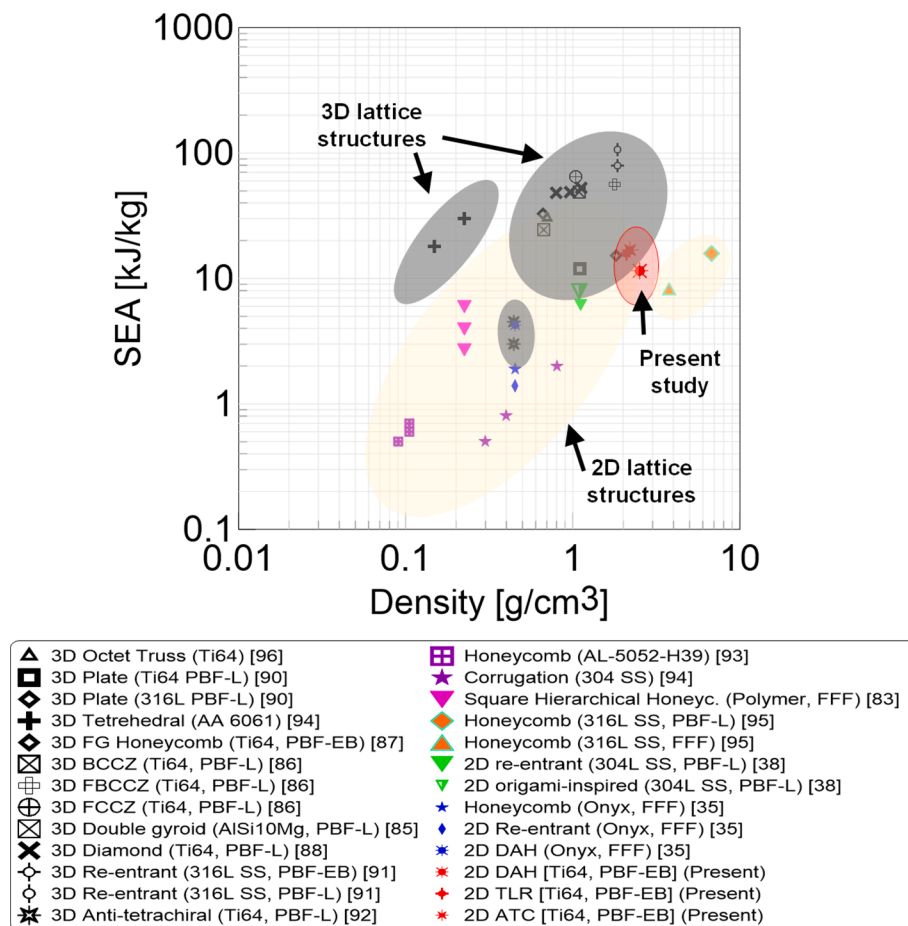 1000
100
10
1
0.1
SEA [kJ/kg]
3D lattice
structures
Present
study
2D lattice
structures
0.01
0.1
1
10
Density [g/cm3]
3D Octet Truss (Ti64) [96]
3D Plate (Ti64 PBF-L) [90]
3D Plate (316L PBF-L) [90]
3D Tetrehedral (AA 6061) [94]
3D FG Honeycomb (Ti64, PBF-EB) [87]
3D BCCZ (Ti64, PBF-L) [86]
3D FBCCZ (Ti64, PBF-L) [86]
3D FCCZ (Ti64, PBF-L) [86]
3D Double gyroid (AlSi10Mg, PBF-L) [85]
3D Diamond (Ti64, PBF-L) [88]
3D Re-entrant (316L SS, PBF-EB) [91]
3D Re-entrant (316L SS, PBF-L) [91]
3D Anti-tetrachiral (Ti64, PBF-L) [92]
Honeycomb (AL-5052-H39) [93]
Corrugation (304 SS) [94]
Square Hierarchical Honeyc. (Polymer, FFF) [83]
Honeycomb (316L SS, PBF-L) [95]
Honeycomb (316L SS, FFF) [95]
2D re-entrant (304L SS, PBF-L) [38]
2D origami-inspired (304L SS, PBF-L) [38]
Honeycomb (Onyx, FFF) [35]
2D Re-entrant (Onyx, FFF) [35]
2D DAH (Onyx, FFF) [35]
2D DAH [Ti64, PBF-EB] (Present)
2D TLR [Ti64, PBF-EB] (Present)
2D ATC [Ti64, PBF-EB] (Present)